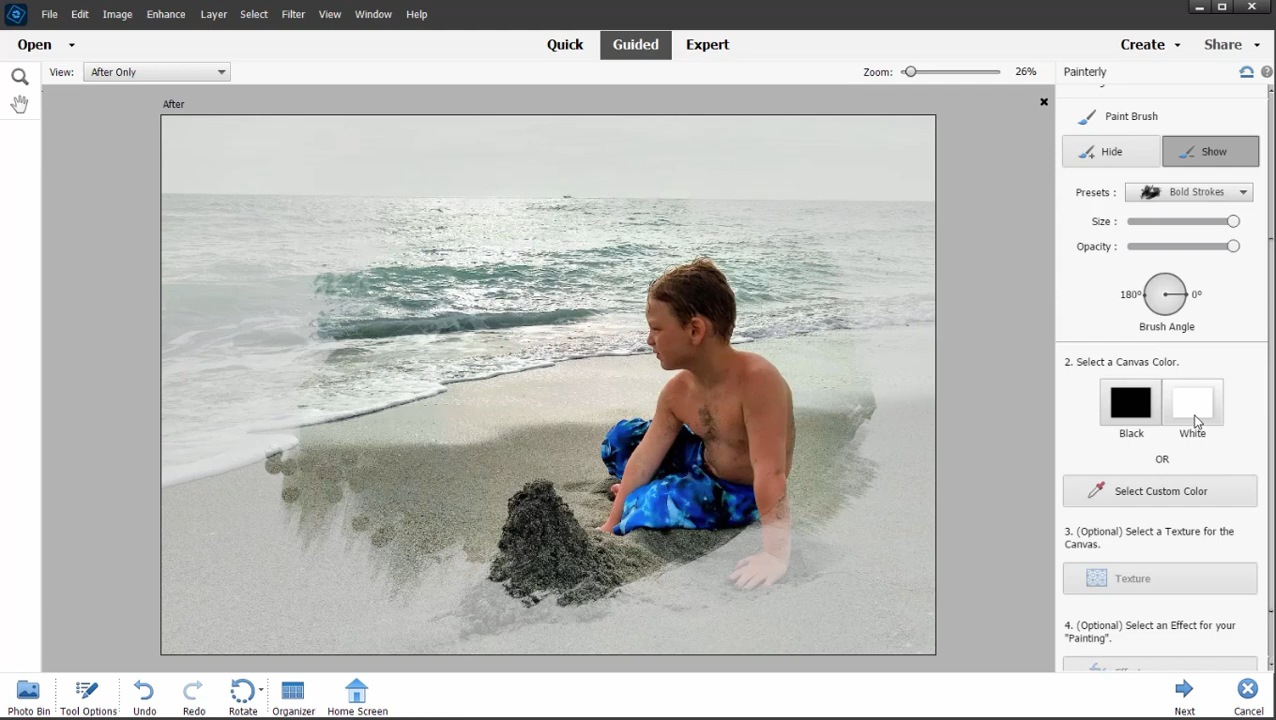 File Edit Image Enhance Layer Select Filter View Window Help
Open Quick Guided Expert Create Share
View: After Only Zoom: 26% Painterly
After
Paint Brush
Hide Show
Presets : Bold Strokes
Size :
Opacity :
180° 0°
Brush Angle
2. Select a Canvas Color.
Black White
OR
Select Custom Color
3. (Optional) Select a Texture for the
Canvas.
Texture
4. (Optional) Select an Effect for your
"Painting".
Photo Bin Tool Options Undo Redo Rotate Organizer Home Screen Next Cancel